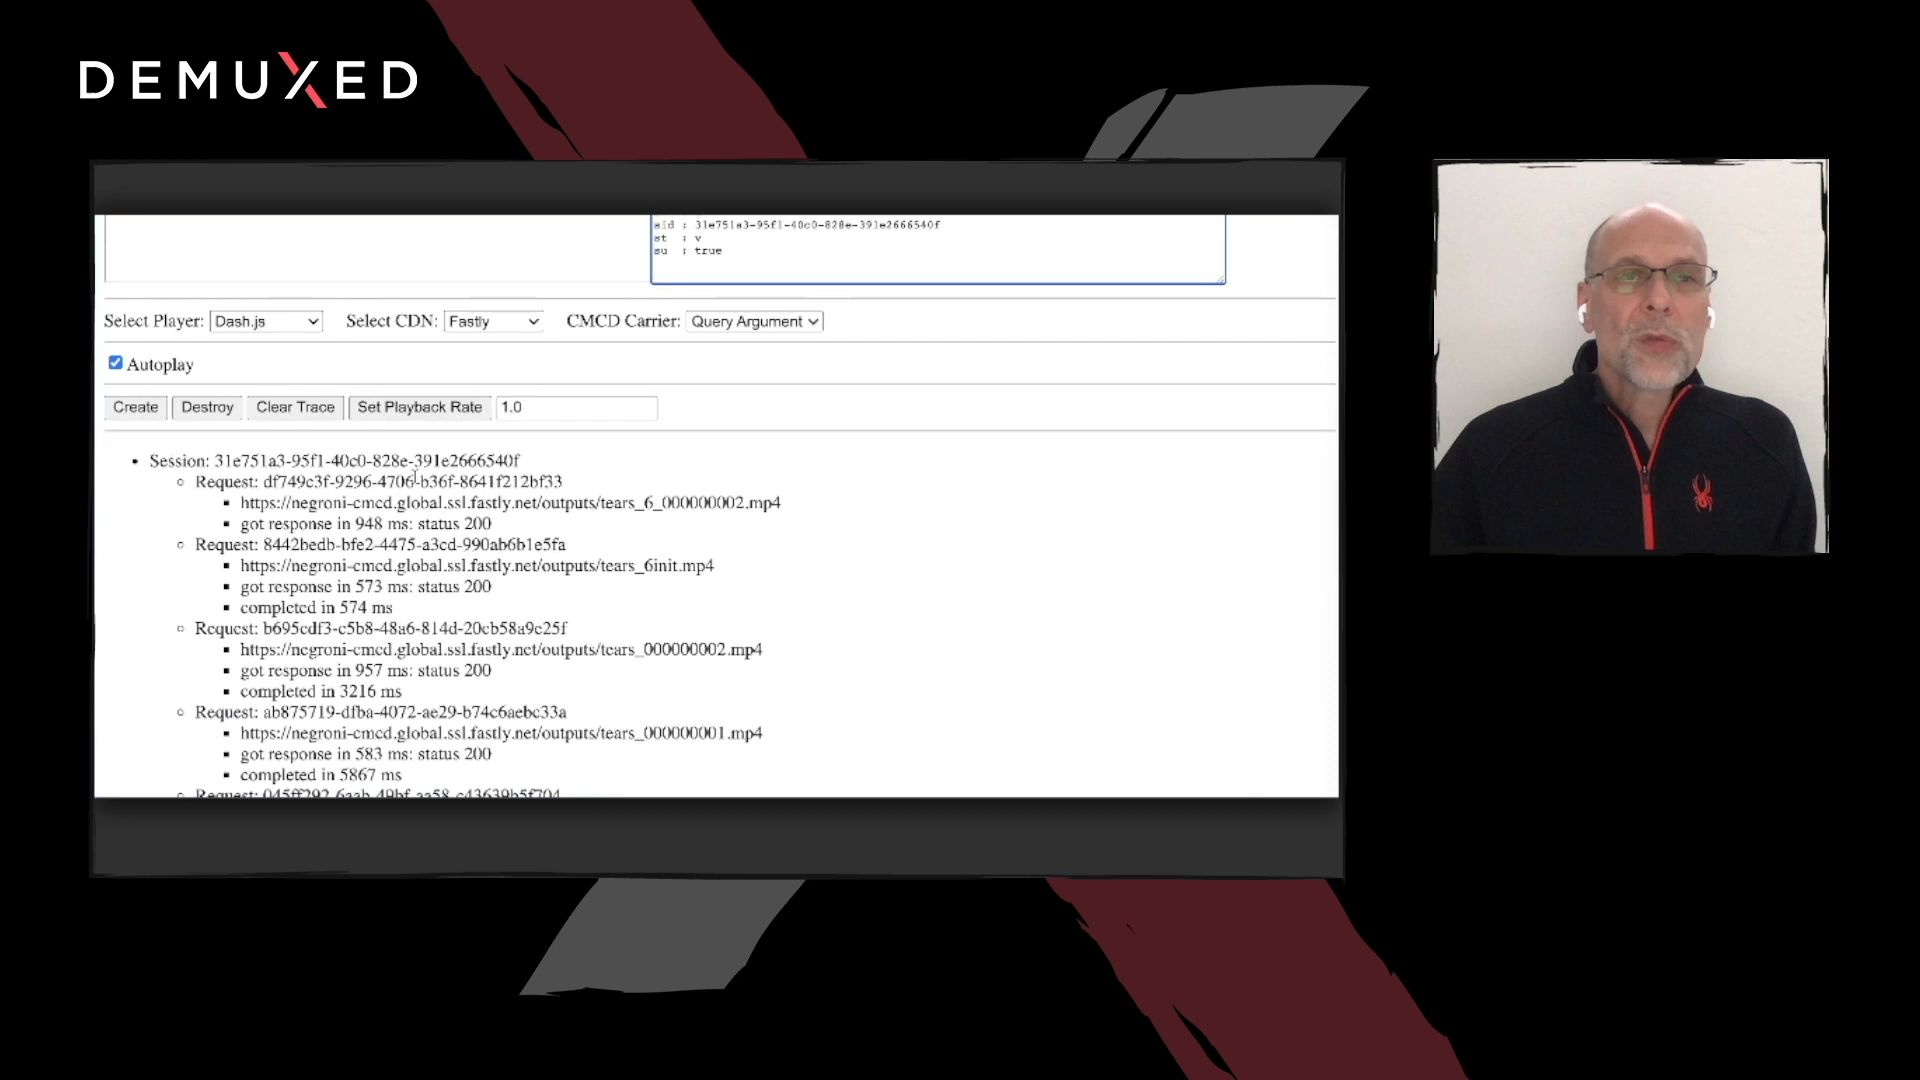 DEMUXED
sid : 31e751a3-95f1-40c0-828e-391e2666540f
st : v
su : true
Select Player: Dash.js Select CDN: Fastly CMCD Carrier: Query Argument
Autoplay
Create Destroy Clear Trace Set Playback Rate 1.0
• Session: 31e751a3-95f1-40c0-828e-391e2666540f
Request: df749c3f-9296-4706-b36f-8641f212bf33
https://negroni-cmcd.global.ssl.fastly.net/outputs/tears_6_000000002.mp4
got response in 948 ms: status 200
Request: 8442bedb-bfe2-4475-a3cd-990ab6b1e5fa
https://negroni-cmcd.global.ssl.fastly.net/outputs/tears_6init.mp4
got response in 573 ms: status 200
completed in 574 ms
Request: b695cdf3-c5b8-48a6-814d-20cb58a9c25f
https://negroni-cmcd.global.ssl.fastly.net/outputs/tears_000000002.mp4
got response in 957 ms: status 200
completed in 3216 ms
Request: ab875719-dfba-4072-ae29-b74c6aebc33a
https://negroni-cmcd.global.ssl.fastly.net/outputs/tears_000000001.mp4
got response in 583 ms: status 200
completed in 5867 ms
Request: 045ff292-6aab-49bf-aa58-c43639b5f704